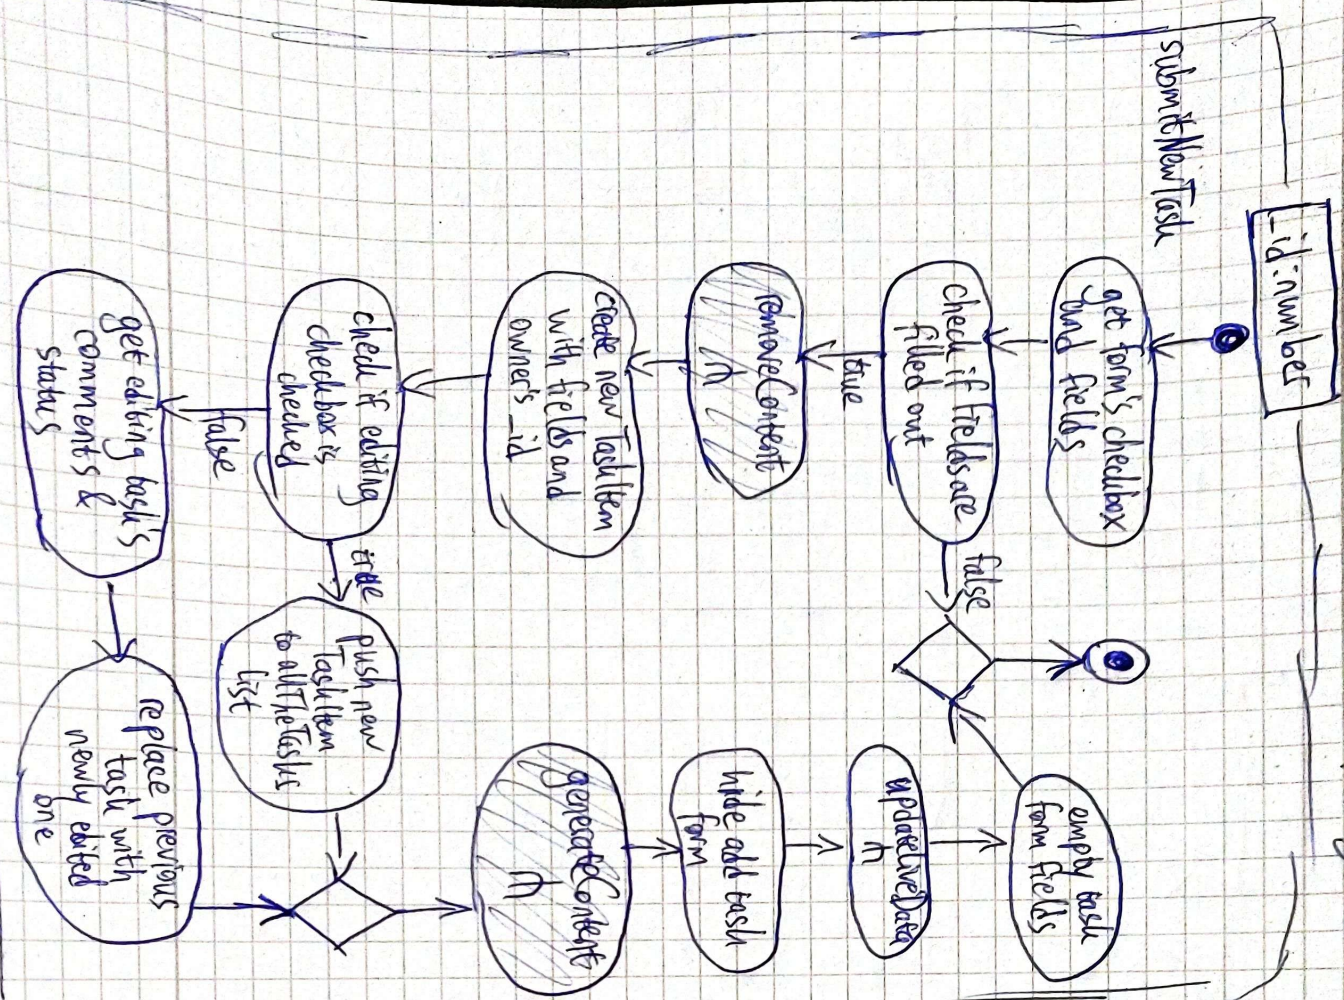 _id:number
submitNewTask
get form's checkbox
and fields
check if fields are
filled out
false
true
removeContent
create new TaskItem
with fields and
owner's_id
check if editing
checkbox is
checked
true
false
push new
TaskItem
to allTheTasks
list
get editing task's
comments &
status
replace previous
task with
newly edited
one
generateContent
hide add task
form
updateLiveData
empty task
form fields